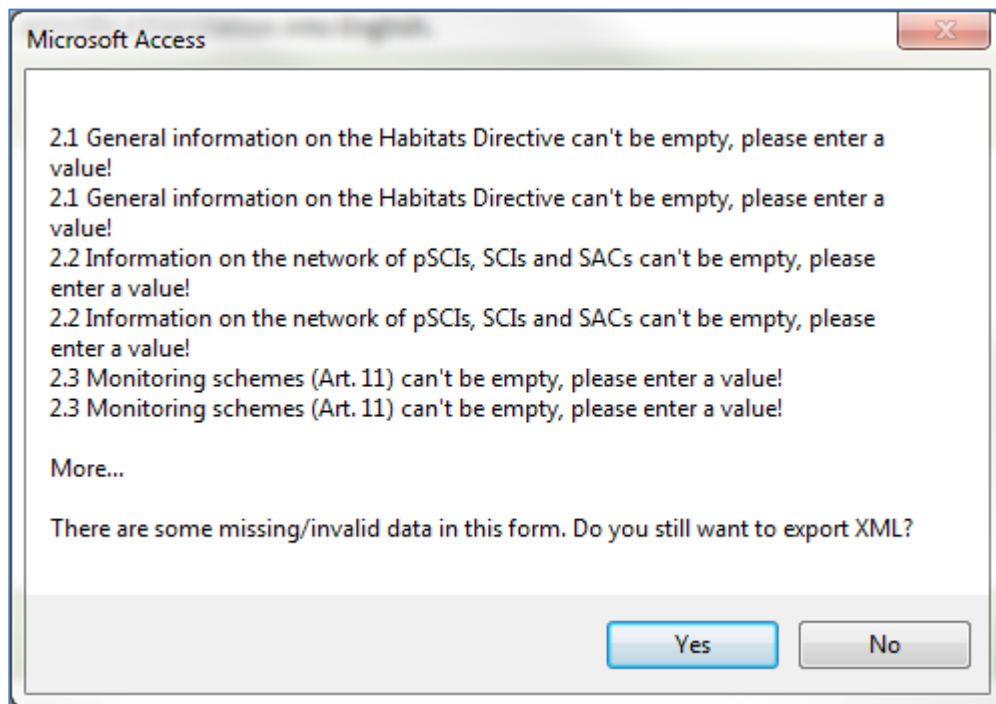 Microsoft Access
2.1 General information on the Habitats Directive can't be empty, please enter a
value!
2.1 General information on the Habitats Directive can't be empty, please enter a
value!
2.2 Information on the network of pSCIs, SCIs and SACs can't be empty, please
enter a value!
2.2 Information on the network of pSCIs, SCIs and SACs can't be empty, please
enter a value!
2.3 Monitoring schemes (Art. 11) can't be empty, please enter a value!
2.3 Monitoring schemes (Art. 11) can't be empty, please enter a value!
More...
There are some missing/invalid data in this form. Do you still want to export XML?
Yes
No